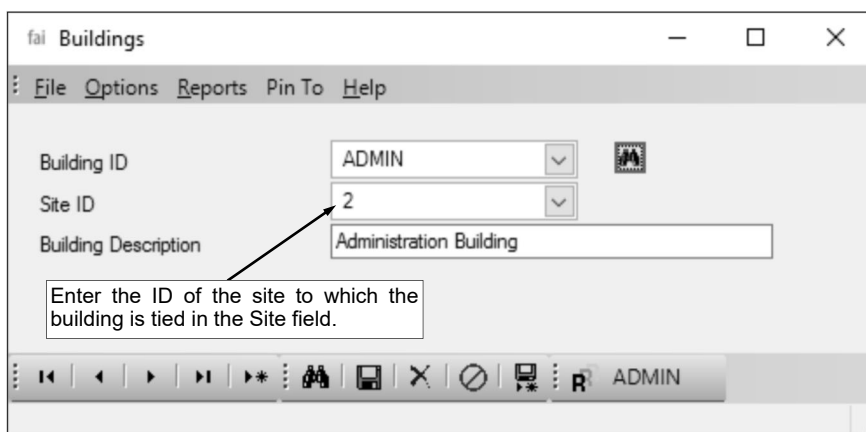 fai Buildings
File Options Reports Pin To Help
Building ID ADMIN
Site ID 2
Building Description Administration Building
Enter the ID of the site to which the
building is tied in the Site field.
R ADMIN